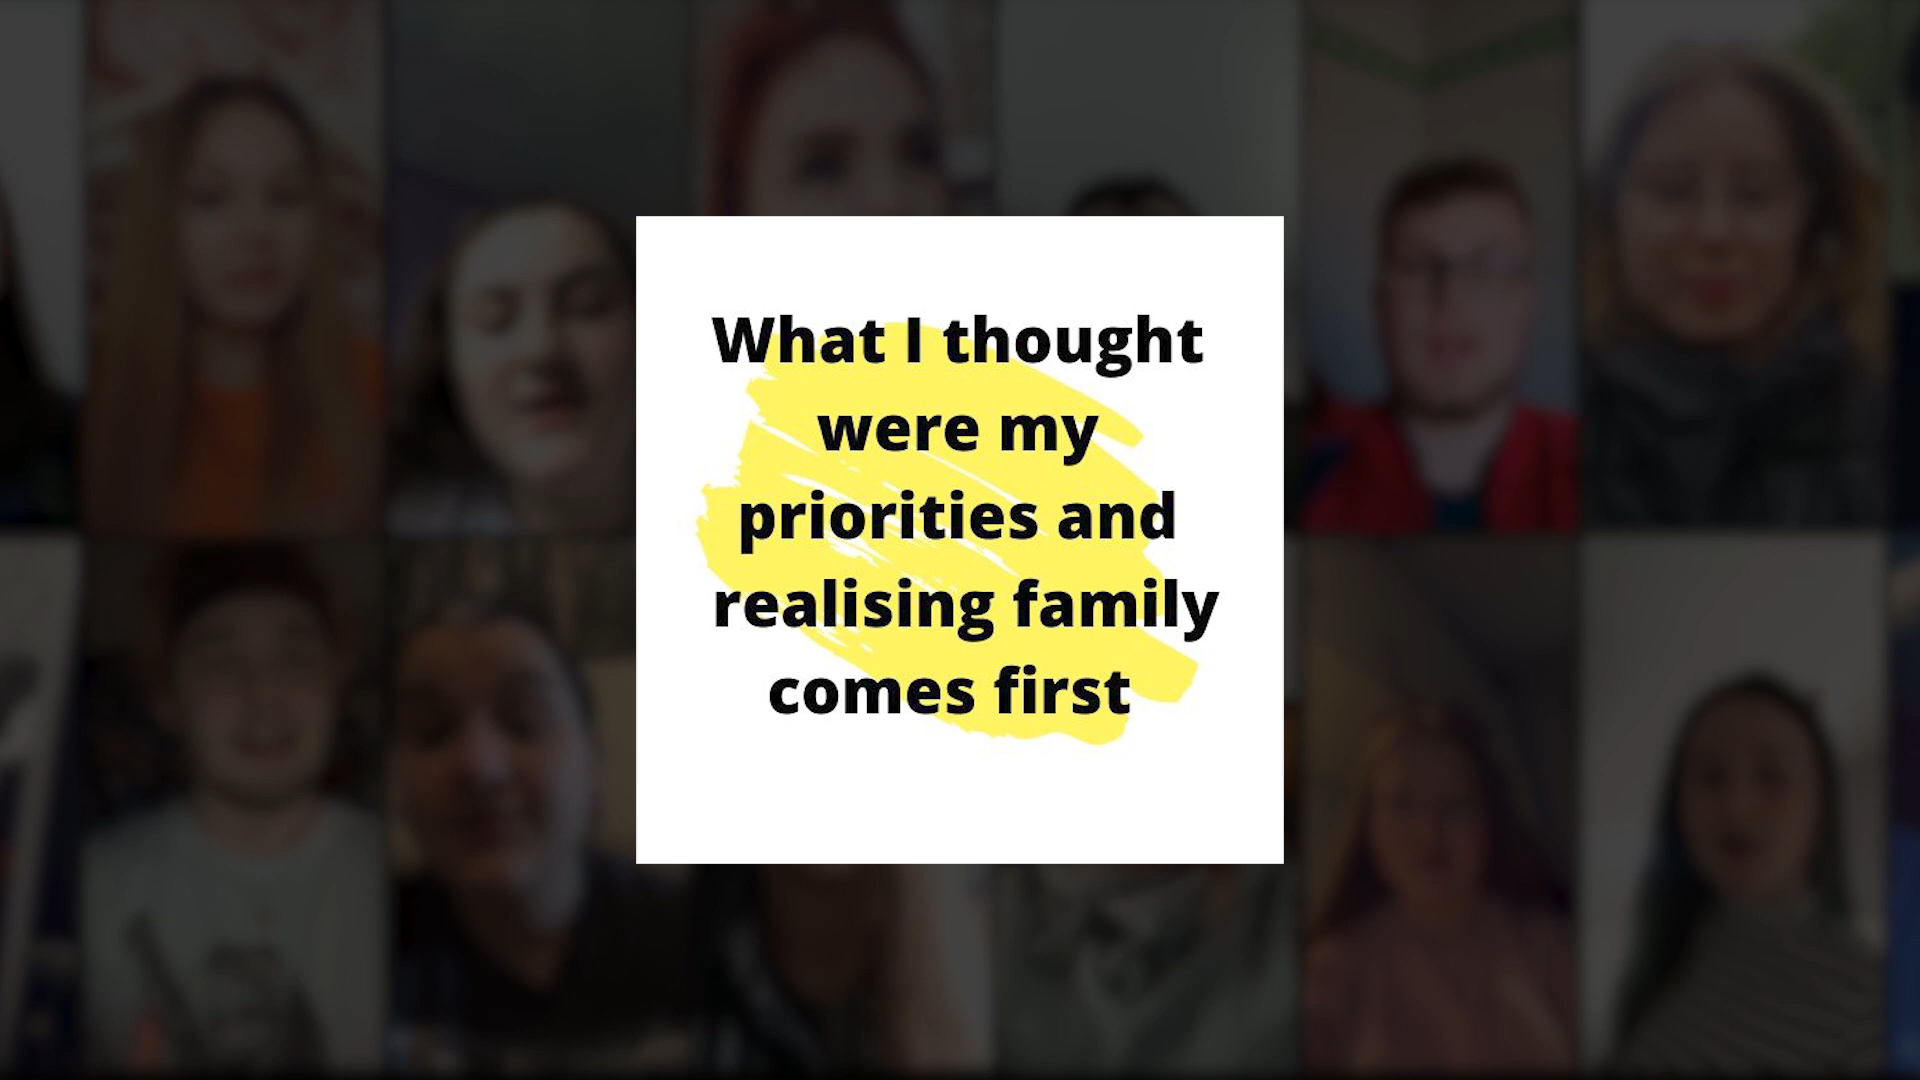 What I thought
were my
priorities and
realising family
comes first